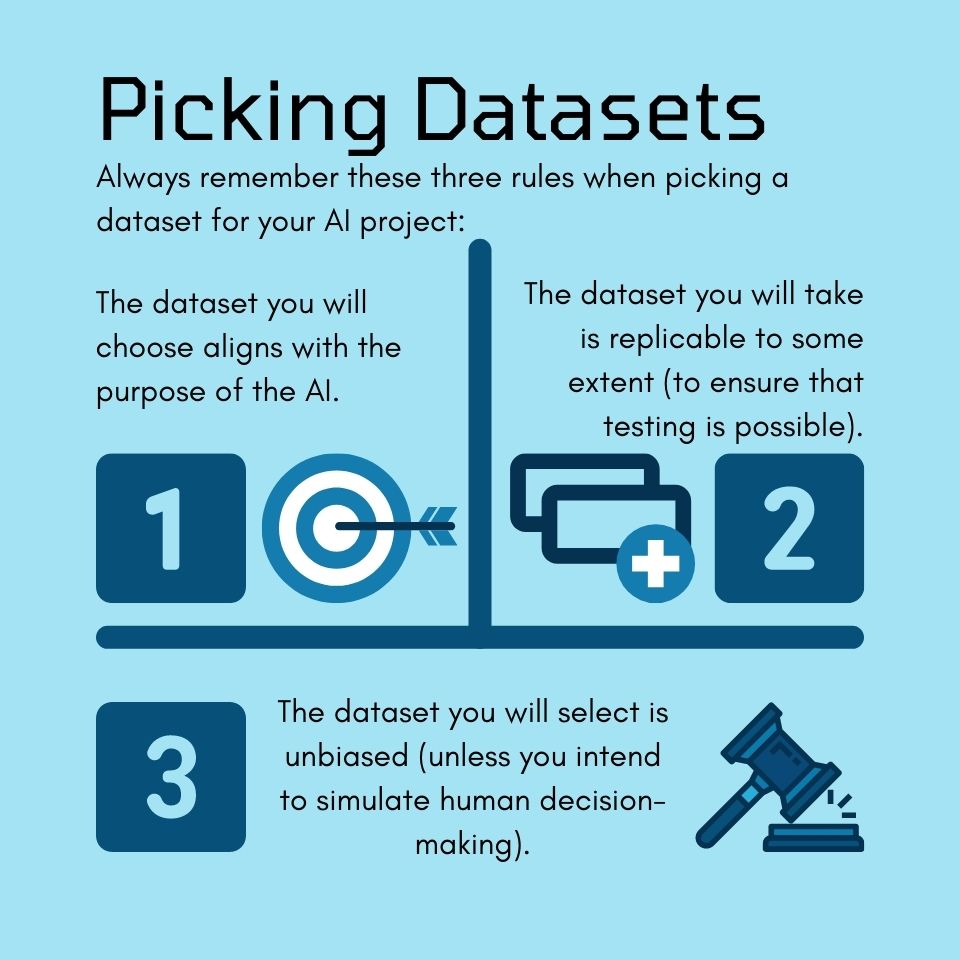 Picking Datasets
Always remember these three rules when picking a
dataset for your AI project:
The dataset you will
choose aligns with the
purpose of the AI.
1
The dataset you will take
is replicable to some
extent (to ensure that
testing is possible).
2
3
The dataset you will select is
unbiased (unless you intend
to simulate human decision-
making).